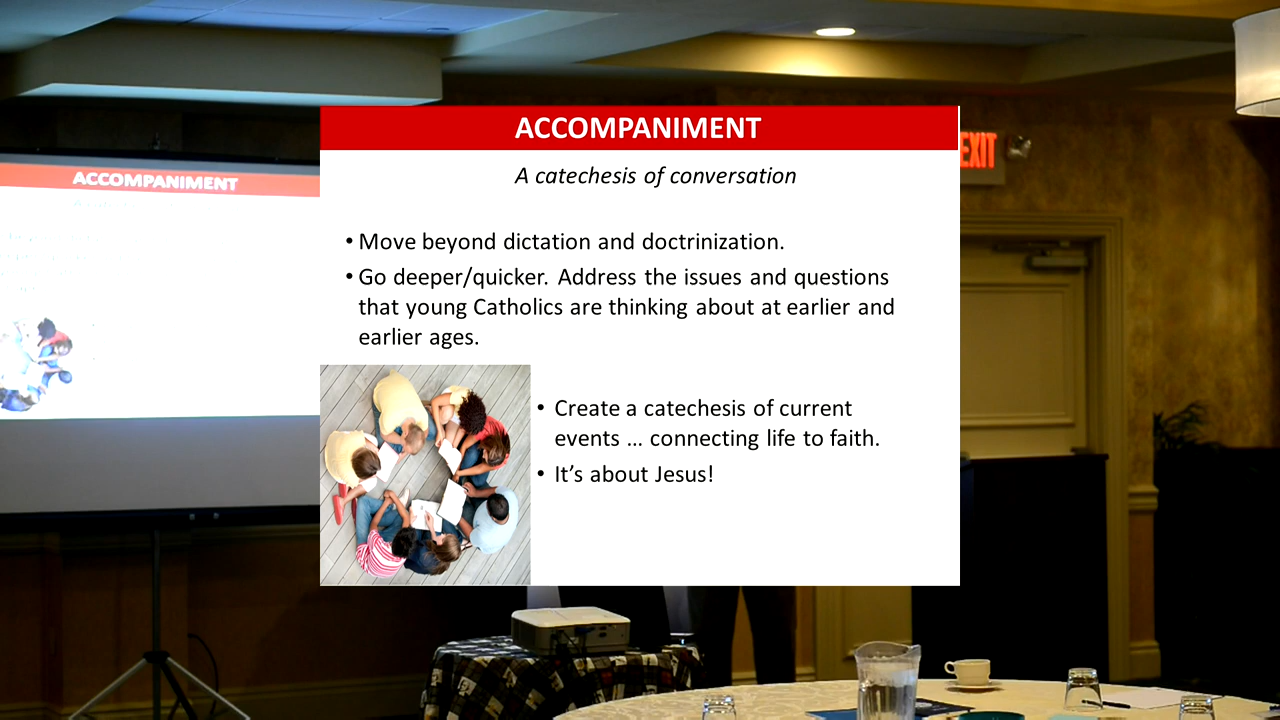 ACCOMPANIMENT
A catechesis of conversation
• Move beyond dictation and doctrinization.
• Go deeper/quicker. Address the issues and questions
that young Catholics are thinking about at earlier and
earlier ages.
• Create a catechesis of current
events … connecting life to faith.
• It’s about Jesus!
ACCOMPANIMENT
EXIT